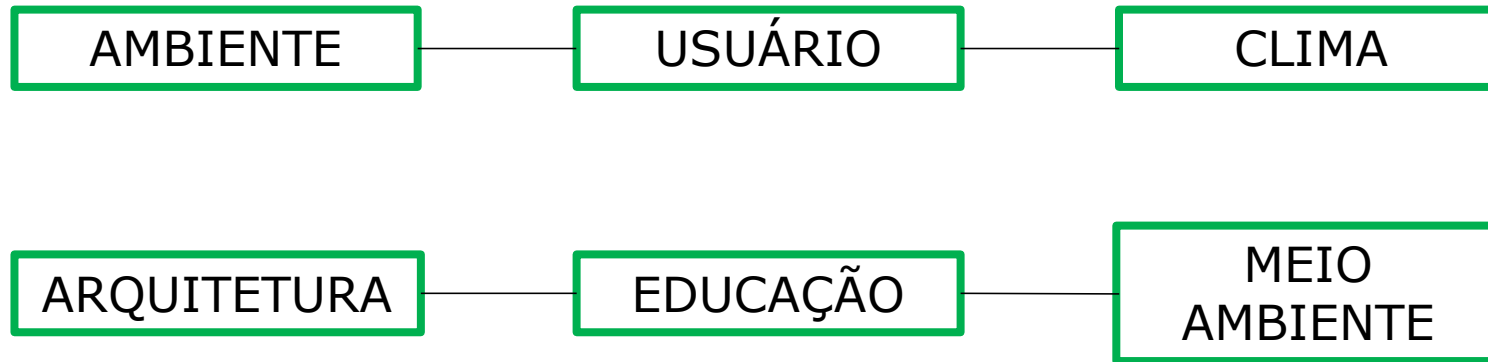 AMBIENTE USUÁRIO CLIMA
ARQUITETURA EDUCAÇÃO MEIO
AMBIENTE